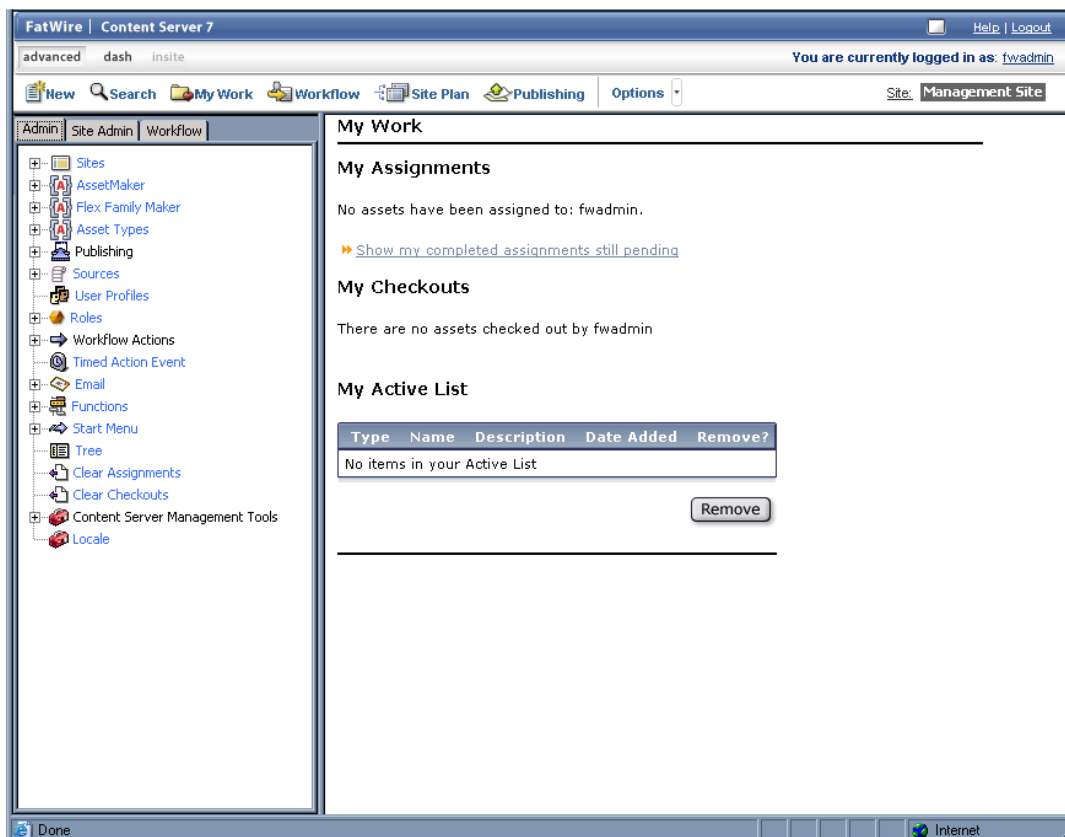 FatWire | Content Server 7
Help | Logout
advanced dash insite
You are currently logged in as: fwadmin
New Search My Work Workflow Site Plan Publishing Options
Site: Management Site
Admin Site Admin Workflow
Sites
AssetMaker
Flex Family Maker
Asset Types
Publishing
Sources
User Profiles
Roles
Workflow Actions
Timed Action Event
Email
Functions
Start Menu
Tree
Clear Assignments
Clear Checkouts
Content Server Management Tools
Locale
My Work
My Assignments
No assets have been assigned to: fwadmin.
Show my completed assignments still pending
My Checkouts
There are no assets checked out by fwadmin
My Active List
Type Name Description Date Added Remove?
No items in your Active List
Remove
Done
Internet